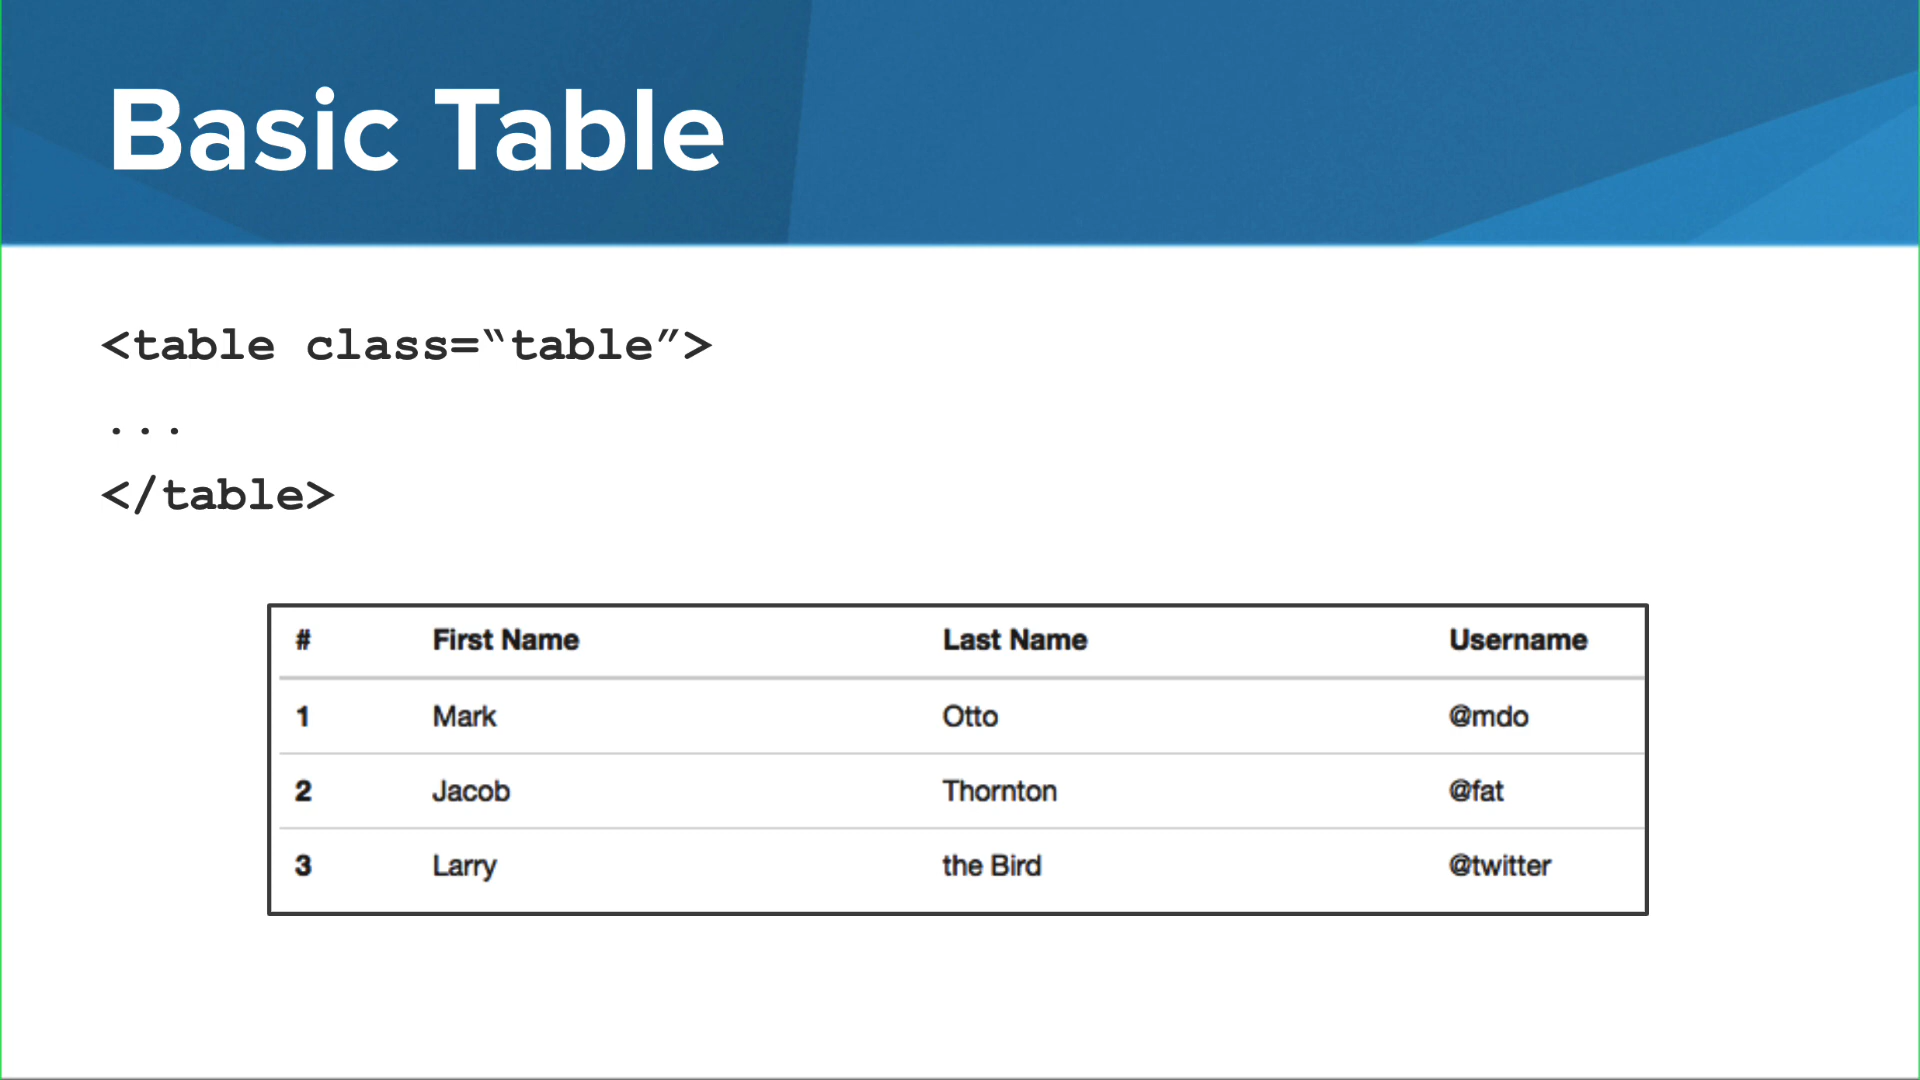 Basic Table
<table class=“table”>
...
</table>
# First Name Last Name Username
1 Mark Otto @mdo
2 Jacob Thornton @fat
3 Larry the Bird @twitter